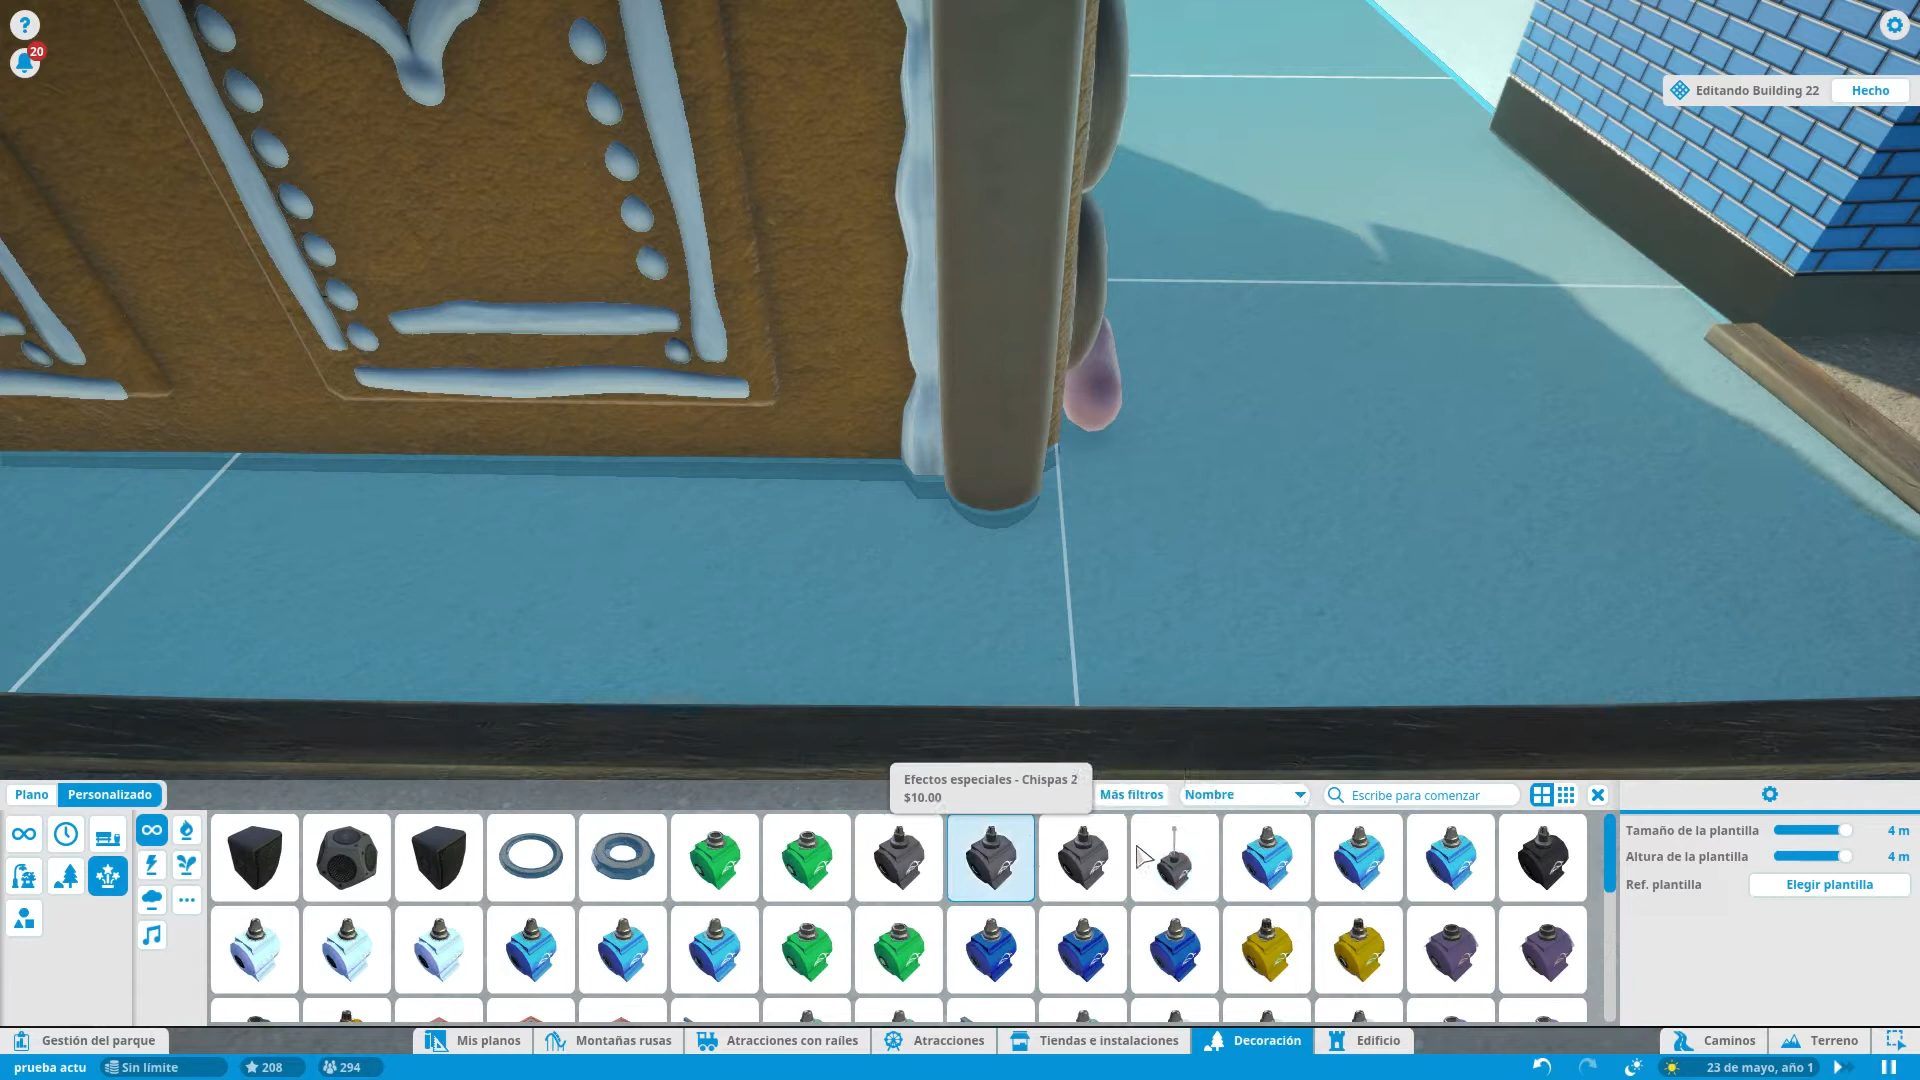 ?
20
Editando Building 22
Hecho
Efectos especiales - Chispas 2
$10.00
Plano
Personalizado
Más filtros
Nombre
Escribe para comenzar
Tamaño de la plantilla
4 m
Altura de la plantilla
4 m
Ref. plantilla
Elegir plantilla
Gestión del parque
Mis planos
Montañas rusas
Atracciones con raíles
Atracciones
Tiendas e instalaciones
Decoración
Edificio
Caminos
Terreno
prueba actu
Sin límite
208
294
23 de mayo, año 1